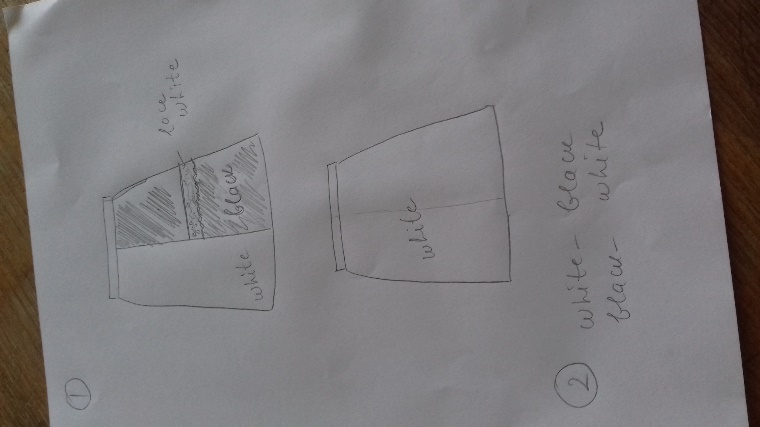 1
lace
white
black
white
white
2
white - black
black - white